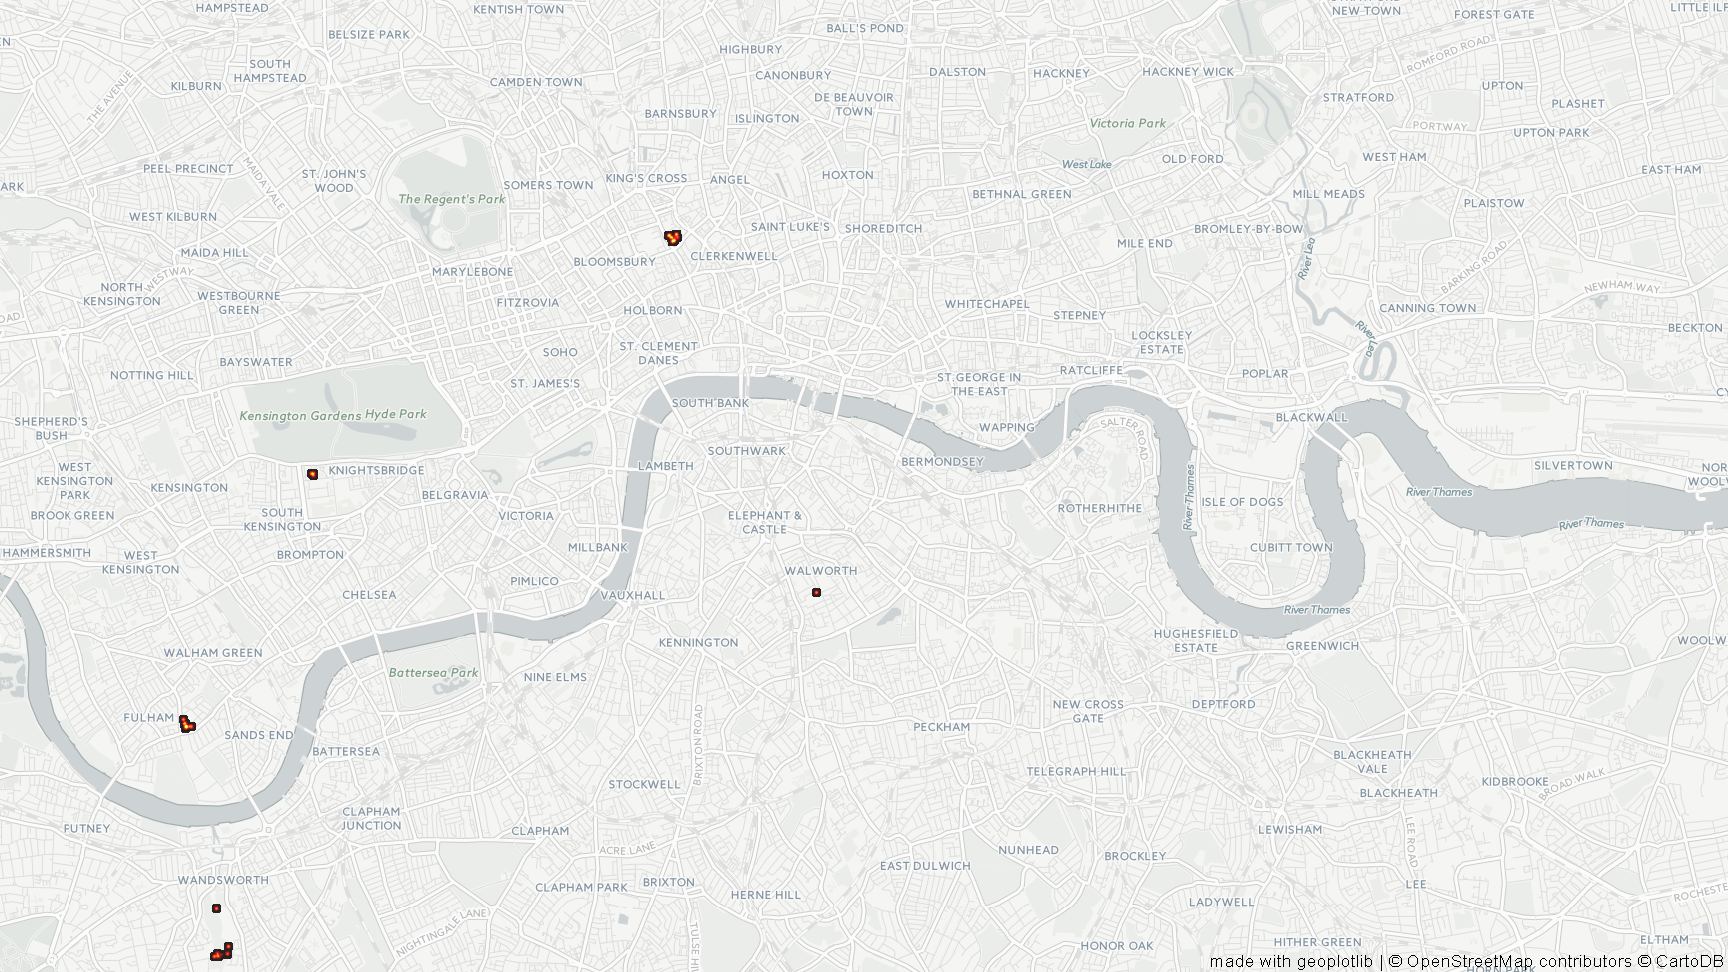 HAMPSTEAD
KENTISH TOWN
NEW TOWN
FOREST GATE
LITTLE ILF
BELSIZE PARK
BALL'S POND
HIGHBURY
SOUTH
HAMPSTEAD
KILBURN
THE AVENUE
CAMDEN TOWN
CANONBURY
DALSTON
HACKNEY
HACKNEY WICK
ROMFORD ROAD
UPTON
DE BEAUVOIR
TOWN
STRATFORD
PLASHET
BARNSBURY
ISLINGTON
Victoria Park
PORTWAY
UPTON PARK
PEEL PRECINCT
MAIDA VALE
ST. JOHN'S
WOOD
SOMERS TOWN
KING'S CROSS
ANGEL
HOXTON
West Lake
OLD FORD
WEST HAM
EAST HAM
ARK
The Regent's Park
BETHNAL GREEN
MILL MEADS
PLAISTOW
WEST KILBURN
SAINT LUKE'S
SHOREDITCH
BROMLEY-BY-BOW
MILE END
MAIDA HILL
BLOOMSBURY
CLERKENWELL
River Lea
BARKING ROAD
WESTWAY
MARYLEBONE
NORTH
KENSINGTON
WESTBOURNE
GREEN
FITZROVIA
HOLBORN
WHITECHAPEL
STEPNEY
CANNING TOWN
NEWHAM WAY
BECKTON
OAD
SOHO
ST. CLEMENT
DANES
LOCKSLEY
ESTATE
River Lea
BAYSWATER
NOTTING HILL
ST. JAMES'S
ST.GEORGE IN
THE EAST
RATCLIFFE
POPLAR
SHEPHERD'S
BUSH
Kensington Gardens
Hyde Park
SOUTH BANK
WAPPING
SALTER ROAD
BLACKWALL
SOUTHWARK
BERMONDSEY
WEST
KENSINGTON
PARK
KENSINGTON
KNIGHTSBRIDGE
LAMBETH
SILVERTOWN
NOR
WOOLW
BELGRAVIA
River Thames
ISLE OF DOGS
River Thames
River Thames
BROOK GREEN
SOUTH
KENSINGTON
VICTORIA
ELEPHANT &
CASTLE
ROTHERHITHE
HAMMERSMITH
WEST
KENSINGTON
BROMPTON
MILLBANK
CUBITT TOWN
PIMLICO
WALWORTH
CHELSEA
VAUXHALL
River Thames
WALHAM GREEN
KENNINGTON
HUGHESFIELD
ESTATE
GREENWICH
WOOLW
Battersea Park
NINE ELMS
FULHAM
SANDS END
BRIXTON ROAD
PECKHAM
NEW CROSS
GATE
DEPTFORD
BATTERSEA
BLACKHEATH
VALE
STOCKWELL
TELEGRAPH HILL
KIDBROOKE
BROAD WALK
BLACKHEATH
CLAPHAM
JUNCTION
FUTNEY
CLAPHAM
LEWISHAM
LEE ROAD
ACRE LANE
NUNHEAD
BROCKLEY
EAST DULWICH
WANDSWORTH
CLAPHAM PARK
BRIXTON
HERNE HILL
LEE
ROCHESTER
LADYWELL
NIGHTINGALE LANE
TULSE HI
HONOR OAK
HITHER GREEN
ELTHAM
made with geoplotlib | © OpenStreetMap contributors © CartoDB